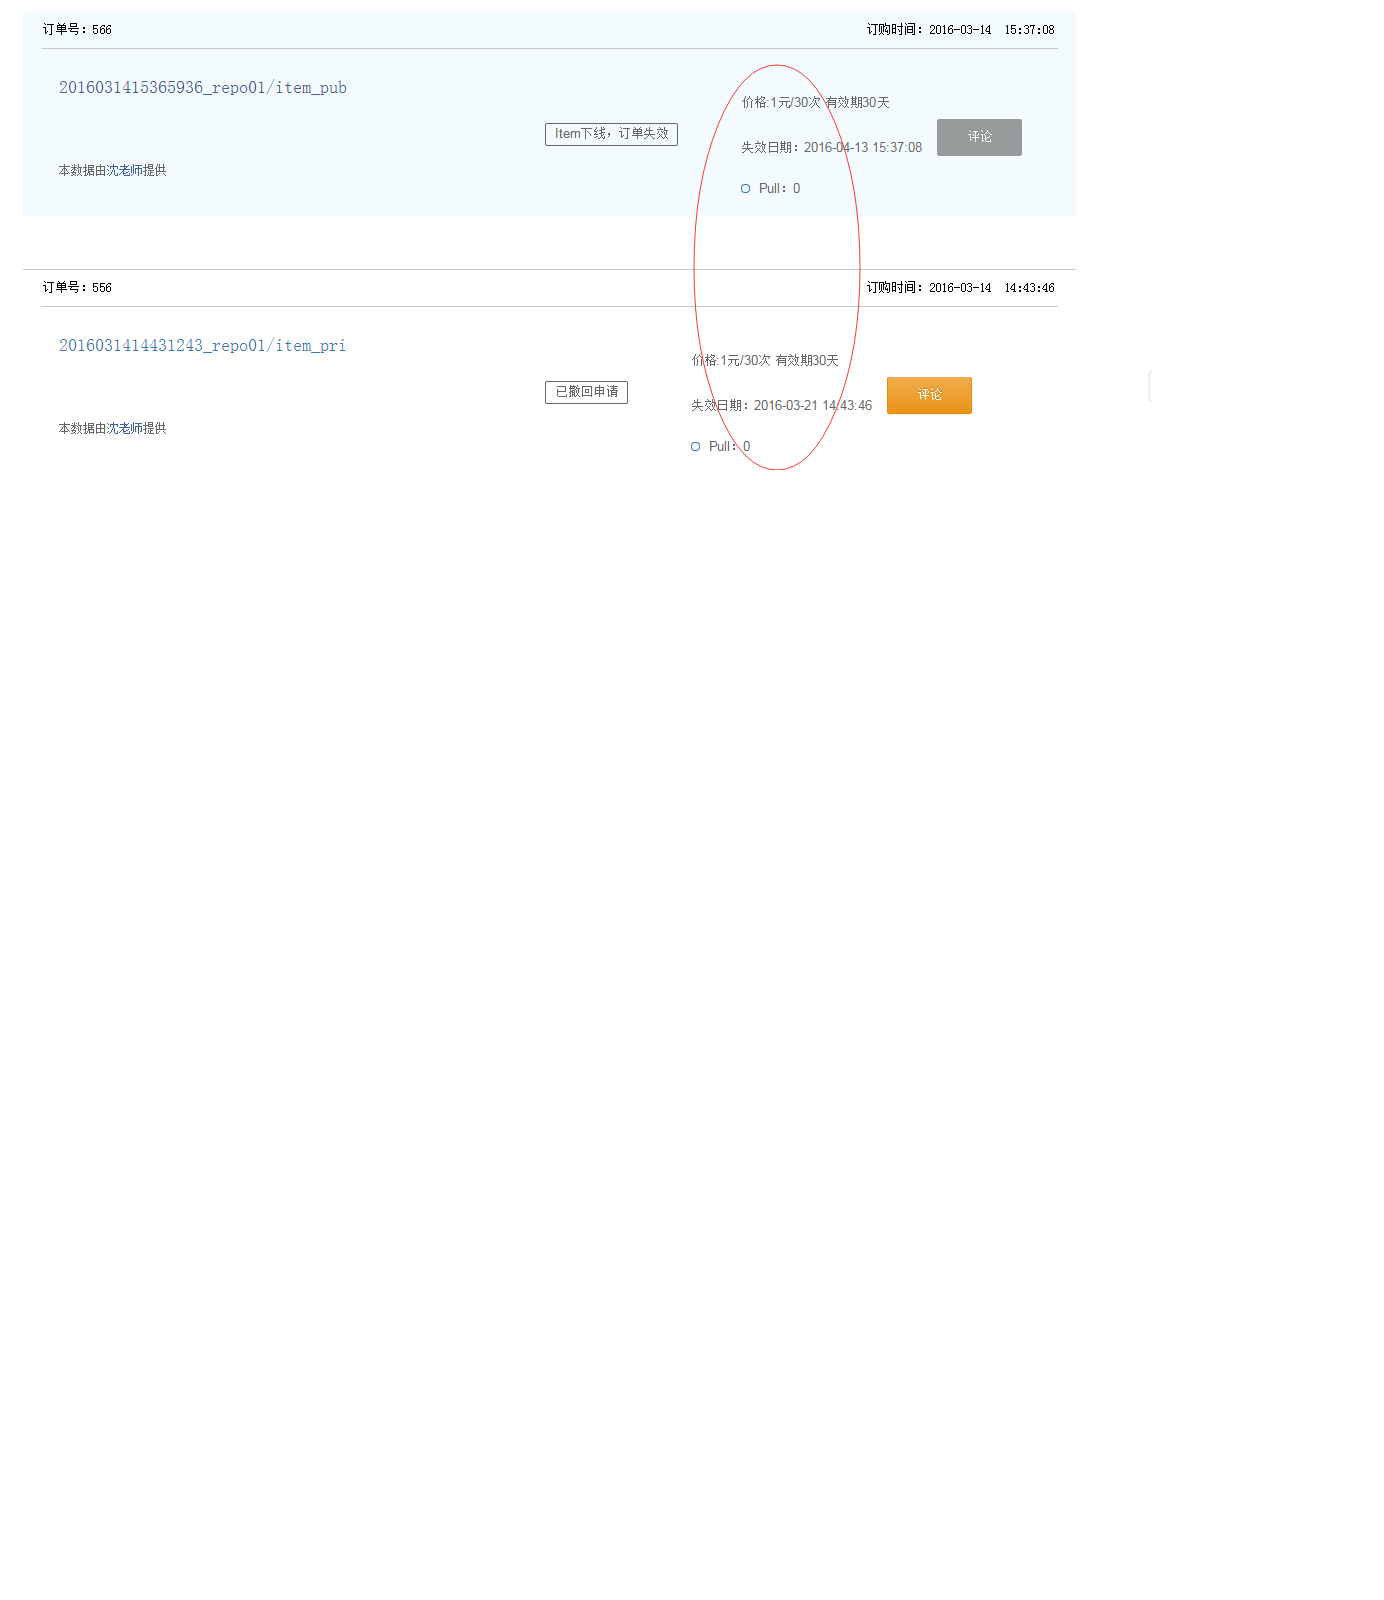 订单号：566 订购时间：2016-03-14 15:37:08
2016031415365936_repo01/item_pub
价格:1元/30次 有效期30天
Item下线，订单失效
评论
失效日期：2016-04-13 15:37:08
本数据由沈老师提供
Pull：0
订单号：556 订购时间：2016-03-14 14:43:46
2016031414431243_repo01/item_pri
价格:1元/30次 有效期30天
已撤回申请
评论
失效日期：2016-03-21 14:43:46
本数据由沈老师提供
Pull：0